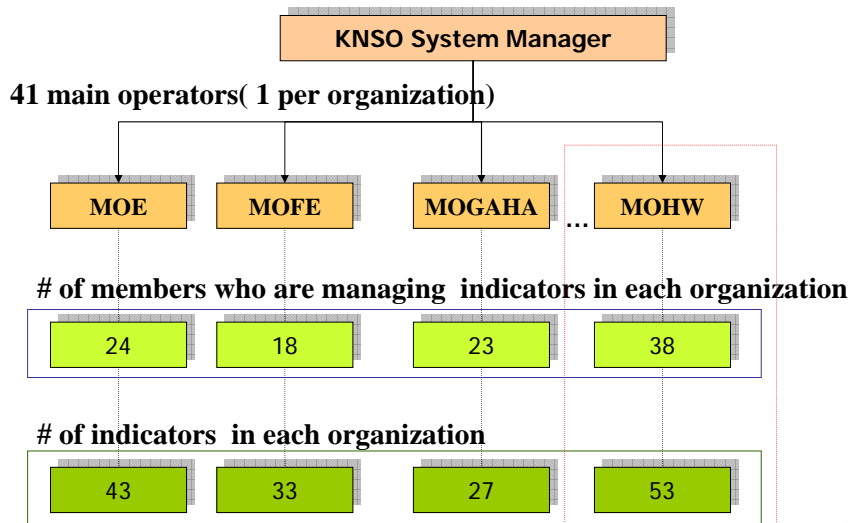 KNSO System Manager
41 main operators( 1 per organization)
MOE MOFE MOGAHA ... MOHW
# of members who are managing indicators in each organization
24 18 23 38
# of indicators in each organization
43 33 27 53